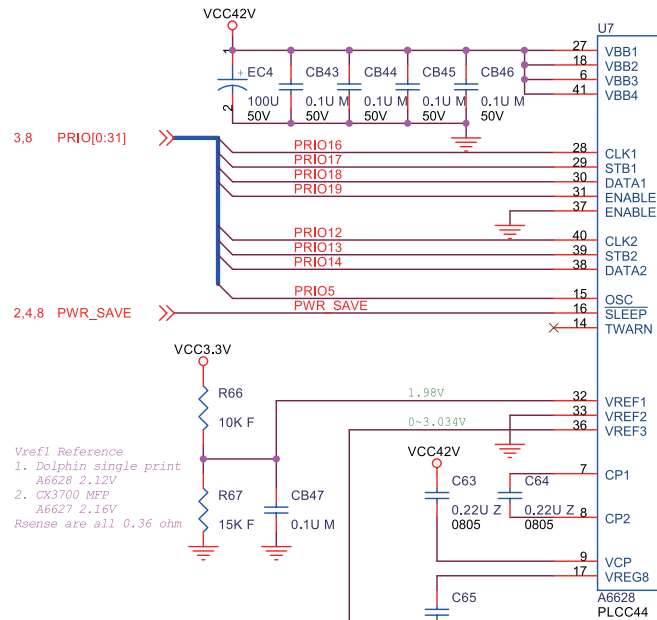 VCC42V
U7
1
EC4
2
100U
50V
CB43
0.1U M
50V
CB44
0.1U M
50V
CB45
0.1U M
50V
CB46
0.1U M
50V
27 VBB1
18 VBB2
6 VBB3
41 VBB4
3,8 PRIO[0:31]
PRIO16 28 CLK1
PRIO17 29 STB1
PRIO18 30 DATA1
PRIO19 31 ENABLE
37 ENABLE
PRIO12 40 CLK2
PRIO13 39 STB2
PRIO14 38 DATA2
PRIO5 15 OSC
2,4,8 PWR_SAVE PWR_SAVE 16 SLEEP
14 TWARN
VCC3.3V
R66
10K F
1.98V 32 VREF1
33 VREF2
0~3.034V 36 VREF3
Vref1 Reference
1. Dolphin single print
A6628 2.12V
2. CX3700 MFP
A6627 2.16V
Rsense are all 0.36 ohm
R67
15K F
CB47
0.1U M
VCC42V
C63
0.22U Z
0805
C64
0.22U Z
0805
7 CP1
8 CP2
9 VCP
17 VREG8
C65
A6628
PLCC44